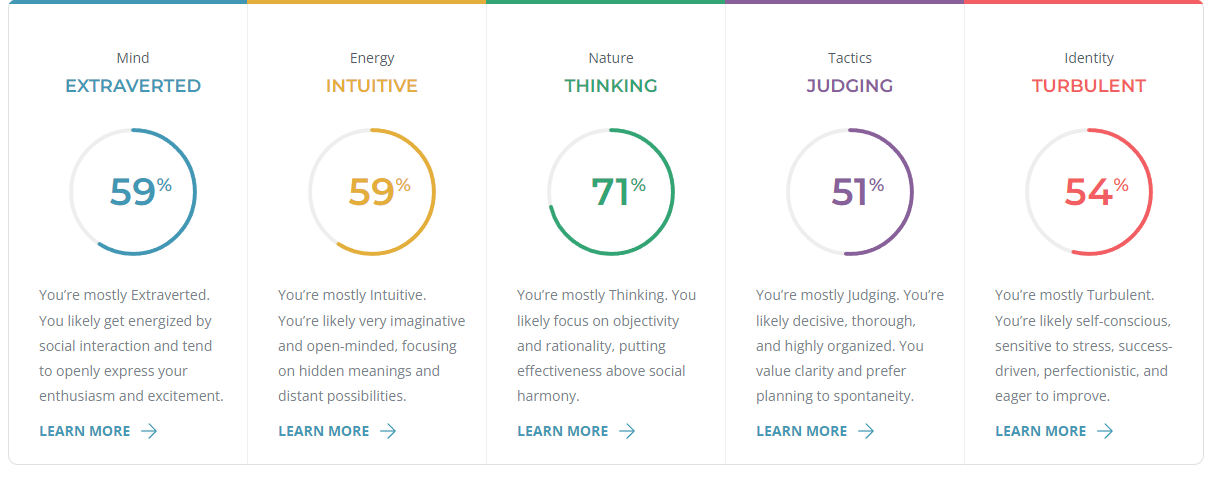 Mind
EXTRAVERTED
59%
You’re mostly Extraverted.
You likely get energized by
social interaction and tend
to openly express your
enthusiasm and excitement.
LEARN MORE
Energy
INTUITIVE
59%
You’re mostly Intuitive.
You’re likely very imaginative
and open-minded, focusing
on hidden meanings and
distant possibilities.
LEARN MORE
Nature
THINKING
71%
You’re mostly Thinking. You
likely focus on objectivity
and rationality, putting
effectiveness above social
harmony.
LEARN MORE
Tactics
JUDGING
51%
You’re mostly Judging. You’re
likely decisive, thorough,
and highly organized. You
value clarity and prefer
planning to spontaneity.
LEARN MORE
Identity
TURBULENT
54%
You’re mostly Turbulent.
You’re likely self-conscious,
sensitive to stress, success-
driven, perfectionistic, and
eager to improve.
LEARN MORE